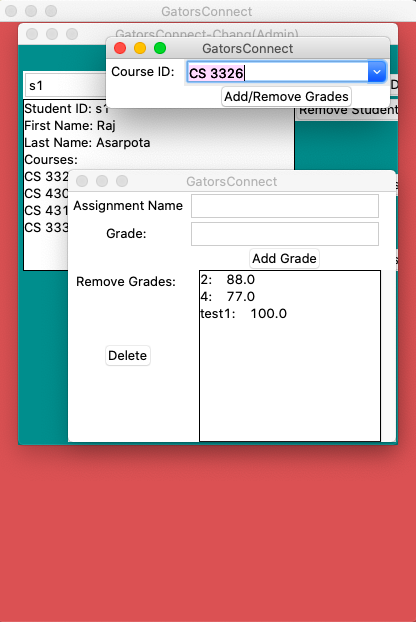 GatorsConnect
GatorsConnect-Chang(Admin)
GatorsConnect
Course ID: CS 3326
Add/Remove Grades
s1
Remove Student
Student ID: s1
First Name: Raj
Last Name: Asarpota
Courses:
CS 332
CS 430
CS 431
CS 333
GatorsConnect
Assignment Name
Grade:
Add Grade
Remove Grades:
2: 88.0
4: 77.0
test1: 100.0
Delete